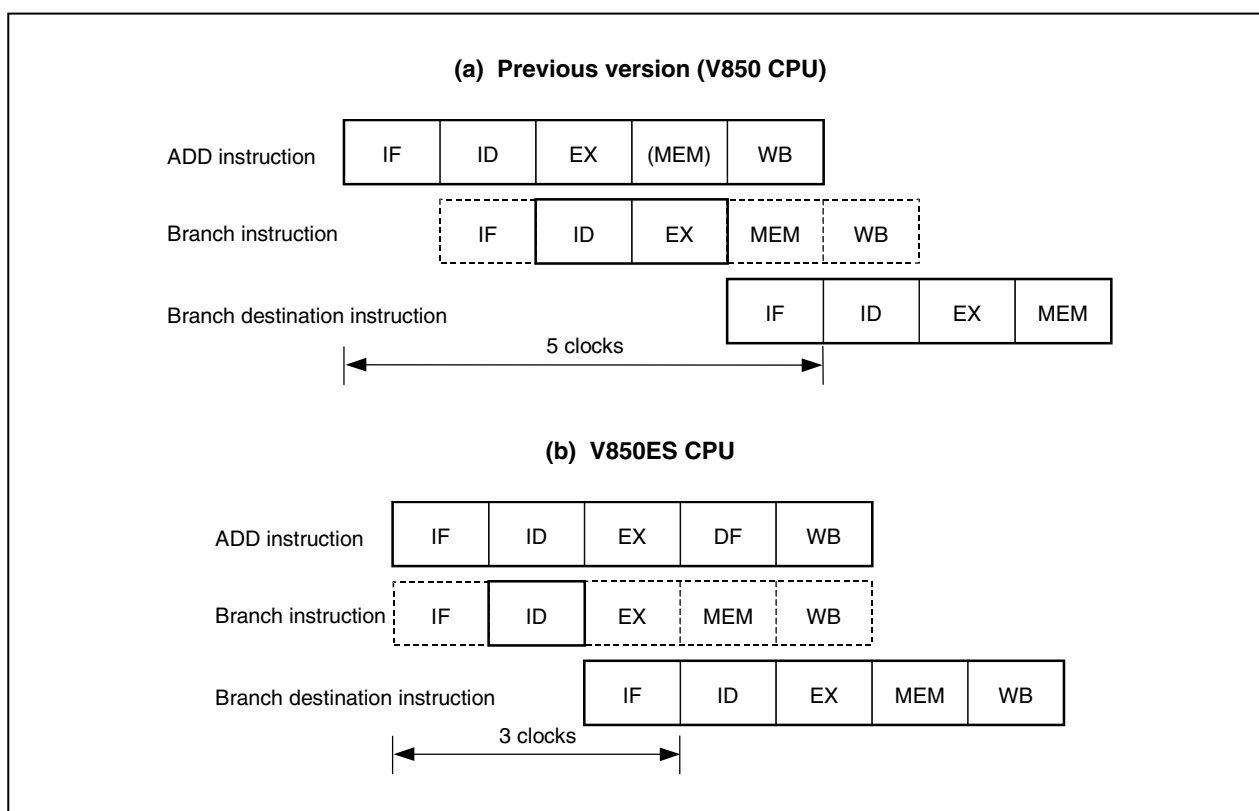 (a) Previous version (V850 CPU)
ADD instruction IF ID EX (MEM) WB
Branch instruction IF ID EX MEM WB
Branch destination instruction IF ID EX MEM
5 clocks
(b) V850ES CPU
ADD instruction IF ID EX DF WB
Branch instruction IF ID EX MEM WB
Branch destination instruction IF ID EX MEM WB
3 clocks